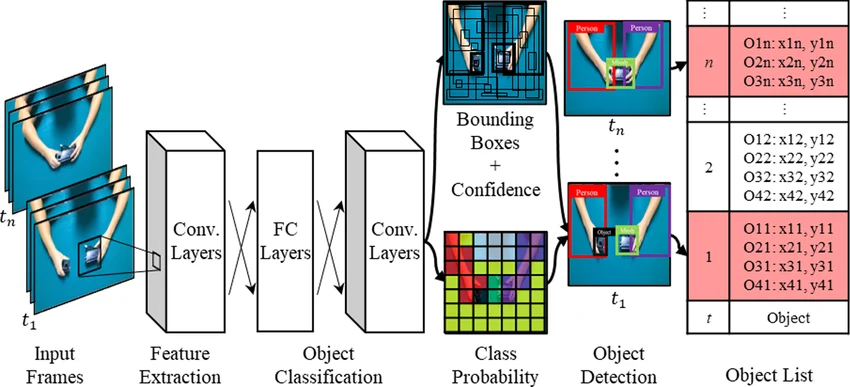 t_n
t_1
Input
Frames
Conv.
Layers
Feature
Extraction
FC
Layers
Conv.
Layers
Object
Classification
Bounding
Boxes
+
Confidence
Class
Probability
Person
Person
t_n
⋮
Person
Person
Object
t_1
Object
Detection
⋮ ⋮
n O1n: x1n, y1n
O2n: x2n, y2n
O3n: x3n, y3n
⋮ ⋮
2 O12: x12, y12
O22: x22, y22
O32: x32, y32
O42: x42, y42
1 O11: x11, y11
O21: x21, y21
O31: x31, y31
O41: x41, y41
t Object
Object List